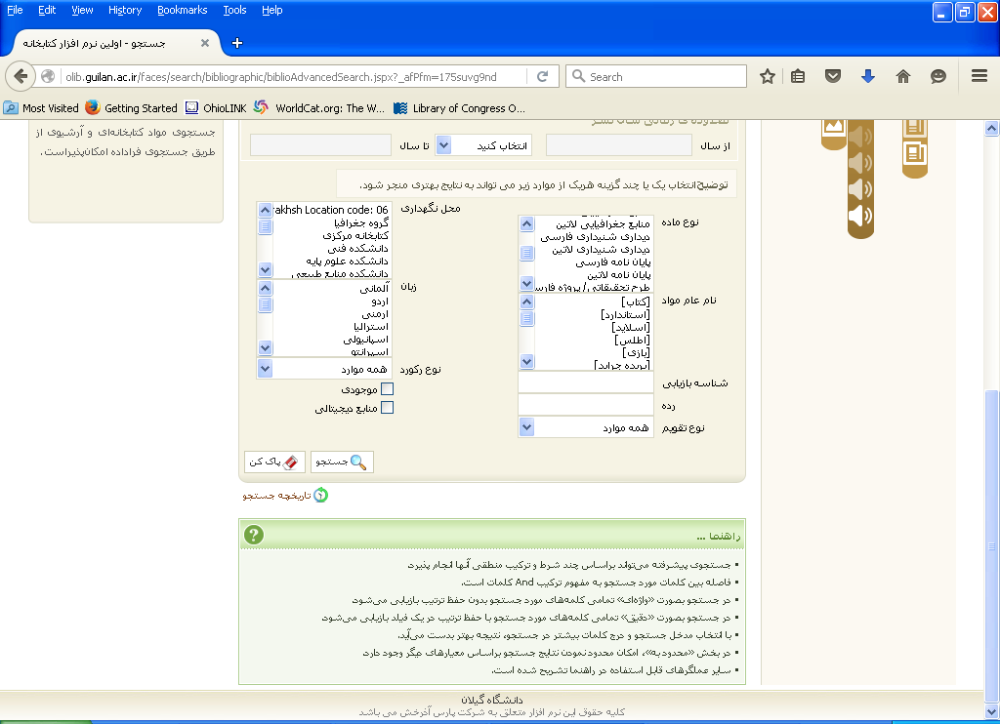 File Edit View History Bookmarks Tools Help
جستجو - اولین نرم افزار کتابخانه
olib.guilan.ac.ir/faces/search/bibliographic/biblioAdvancedSearch.jspx?_afPfm=175suvg9nd
Search
Most Visited Getting Started OhioLINK WorldCat.org: The W... Library of Congress O...
جستجوی مواد کتابخانه‌ای و آرشیوی از
طریق جستجوی فراداده امکان‌پذیراست.
از سال
انتخاب کنید
تا سال
توضیح:انتخاب یک یا چند گزینه هریک از موارد زیر می تواند به نتایج بهتری منجر شود.
نوع ماده
منابع جغرافیایی لاتین
دیداری شنیداری فارسی
دیداری شنیداری لاتین
پایان نامه فارسی
پایان نامه لاتین
طرح تحقیقاتی/ پروژه فارس
نام عام مواد
[کتاب]
[استاندارد]
[اسلاید]
[اطلس]
[بازی]
[بریده جراید]
شناسه بازیابی
رده
نوع تقویم
همه موارد
محل نگهداری
rakhsh Location code: 06
گروه جغرافیا
کتابخانه مرکزی
دانشکده فنی
دانشکده علوم پایه
دانشکده منابع طبیعی
زبان
آلمانی
اردو
ارمنی
استرالیا
اسپانیولی
اسپرانتو
نوع رکورد
همه موارد
موجودی
منابع دیجیتالی
جستجو
پاک کن
تاریخچه جستجو
راهنما ...
• جستجوی پیشرفته می‌تواند براساس چند شرط و ترکیب منطقی آنها انجام پذیرد.
• فاصله بین کلمات مورد جستجو به مفهوم ترکیب And کلمات است.
• در جستجو بصورت «واژه‌ای» تمامی کلمه‌های مورد جستجو بدون حفظ ترتیب بازیابی می‌شود.
• در جستجو بصورت «دقیق» تمامی کلمه‌های مورد جستجو با حفظ ترتیب در یک فیلد بازیابی می‌شود.
• با انتخاب مدخل جستجو و درج کلمات بیشتر در جستجو، نتیجه بهتر بدست می‌آید.
• در بخش «محدود به»، امکان محدود نمودن نتایج جستجو براساس معیارهای دیگر وجود دارد.
• سایر عملگرهای قابل استفاده در راهنما تشریح شده است.
دانشگاه گیلان
کلیه حقوق این نرم افزار متعلق به شرکت پارس آذرخش می باشد